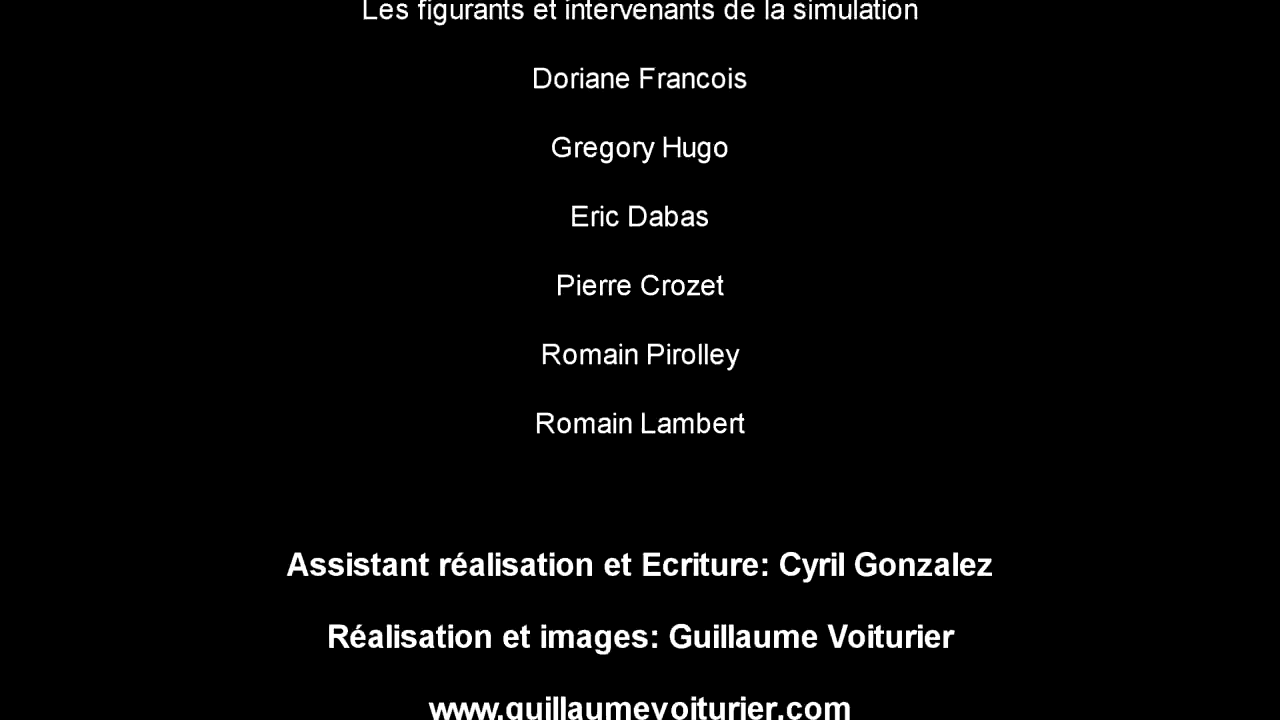 Les figurants et intervenants de la simulation
Doriane Francois
Gregory Hugo
Eric Dabas
Pierre Crozet
Romain Pirolley
Romain Lambert
Assistant réalisation et Ecriture: Cyril Gonzalez
Réalisation et images: Guillaume Voiturier
www.guillaumevoiturier.com